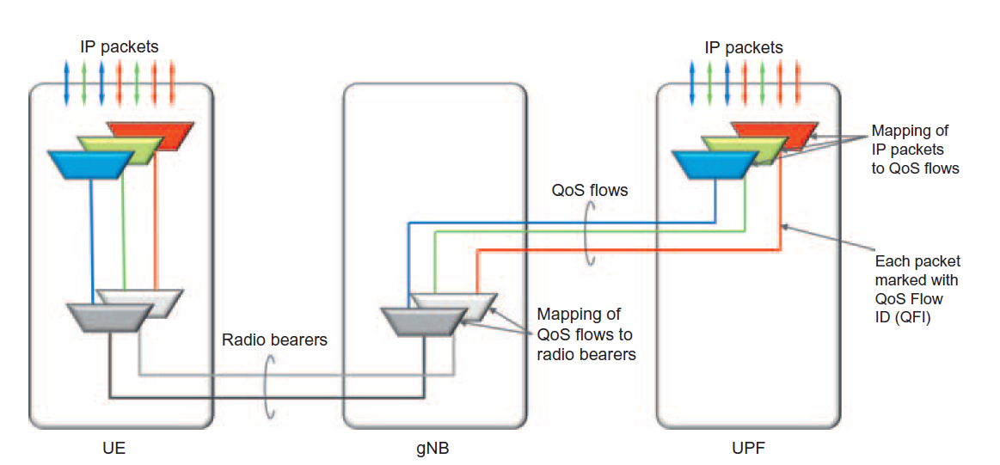 IP packets
IP packets
Mapping of
IP packets
to QoS flows
QoS flows
Each packet
marked with
QoS Flow
ID (QFI)
Mapping of
QoS flows to
radio bearers
Radio bearers
UE
gNB
UPF